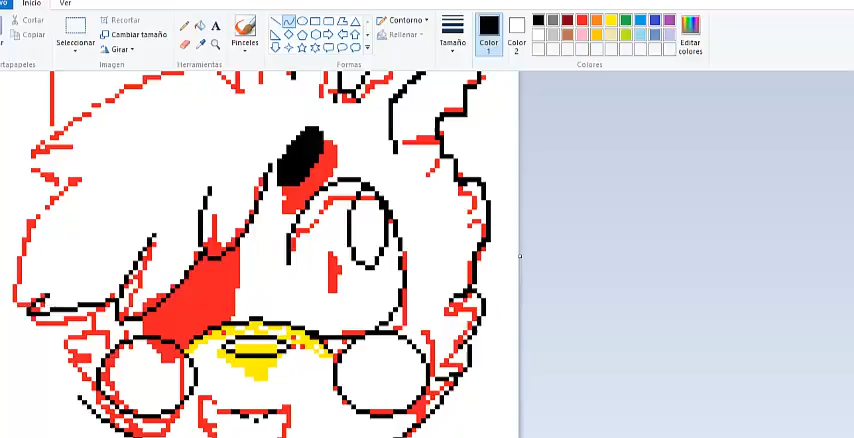 Inicio Ver
Cortar
Copiar
Seleccionar
Recortar
Cambiar tamaño
Girar
Pinceles
Contorno
Rellenar
Tamaño
Color
1
Color
2
Editar
colores
Imagen
Herramientas
Formas
Colores